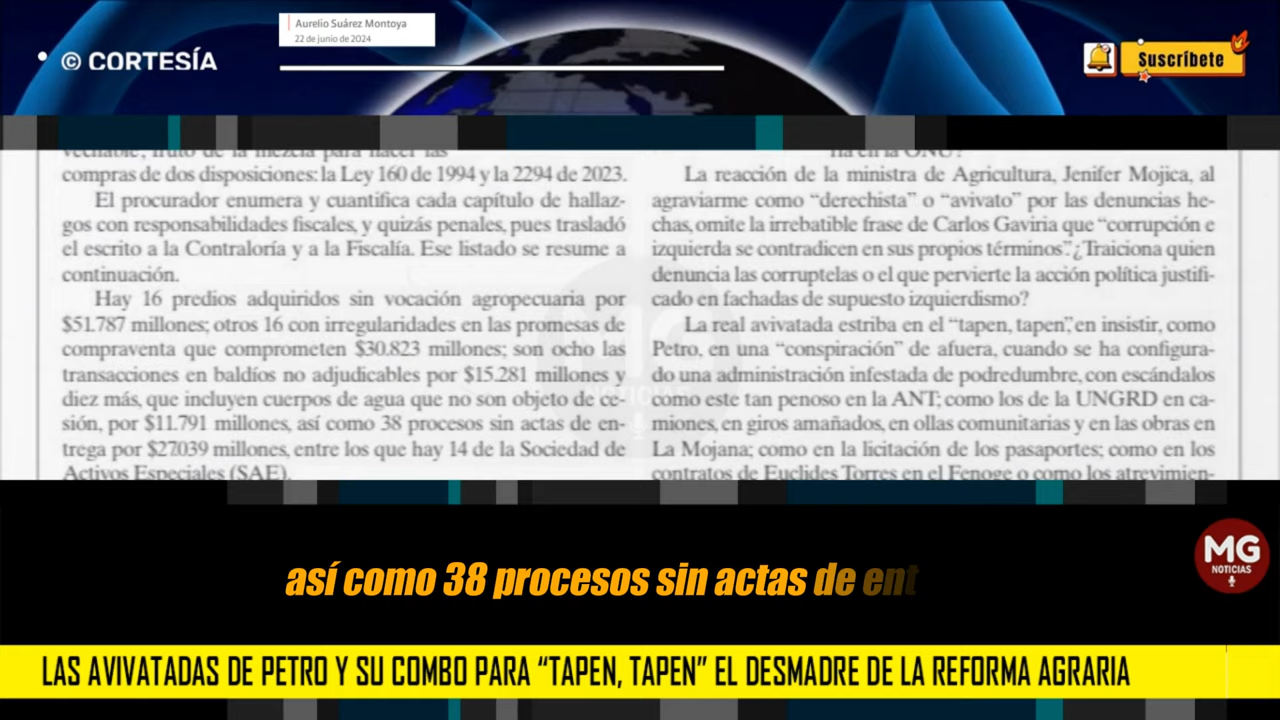 Aurelio Suárez Montoya
22 de junio de 2024
© CORTESÍA
Suscríbete
vechable", fruto de la mezcla para hacer las
compras de dos disposiciones: la Ley 160 de 1994 y la 2294 de 2023.
El procurador enumera y cuantifica cada capítulo de hallaz-
gos con responsabilidades fiscales, y quizás penales, pues trasladó
el escrito a la Contraloría y a la Fiscalía. Ese listado se resume a
continuación.
Hay 16 predios adquiridos sin vocación agropecuaria por
$51.787 millones; otros 16 con irregularidades en las promesas de
compraventa que comprometen $30.823 millones; son ocho las
transacciones en baldíos no adjudicables por $15.281 millones y
diez más, que incluyen cuerpos de agua que no son objeto de ce-
sión, por $11.791 millones, así como 38 procesos sin actas de en-
trega por $27.039 millones, entre los que hay 14 de la Sociedad de
Activos Especiales (SAE).
ña en la ONU?
La reacción de la ministra de Agricultura, Jenifer Mojica, al
agraviarme como “derechista” o “avivato” por las denuncias he-
chas, omite la irrebatible frase de Carlos Gaviria que “corrupción e
izquierda se contradicen en sus propios términos”. ¿Traiciona quien
denuncia las corruptelas o el que pervierte la acción política justifi-
cado en fachadas de supuesto izquierdismo?
La real avivatada estriba en el “tapen, tapen”, en insistir, como
Petro, en una “conspiración” de afuera, cuando se ha configura-
do una administración infestada de podredumbre, con escándalos
como este tan penoso en la ANT; como los de la UNGRD en ca-
miones, en giros amañados, en ollas comunitarias y en las obras en
La Mojana; como en la licitación de los pasaportes; como en los
contratos de Euclides Torres en el Fenoge o como los atrevimien-
así como 38 procesos sin actas de ent
MG
NOTICIAS
LAS AVIVATADAS DE PETRO Y SU COMBO PARA “TAPEN, TAPEN” EL DESMADRE DE LA REFORMA AGRARIA